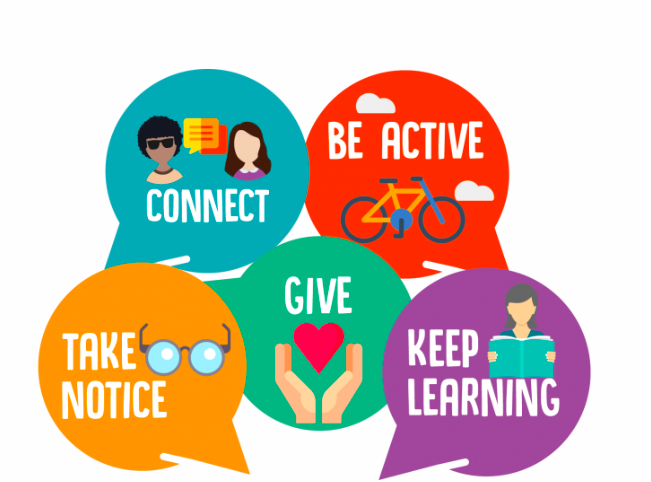 CONNECT
BE ACTIVE
TAKE
NOTICE
GIVE
KEEP
LEARNING